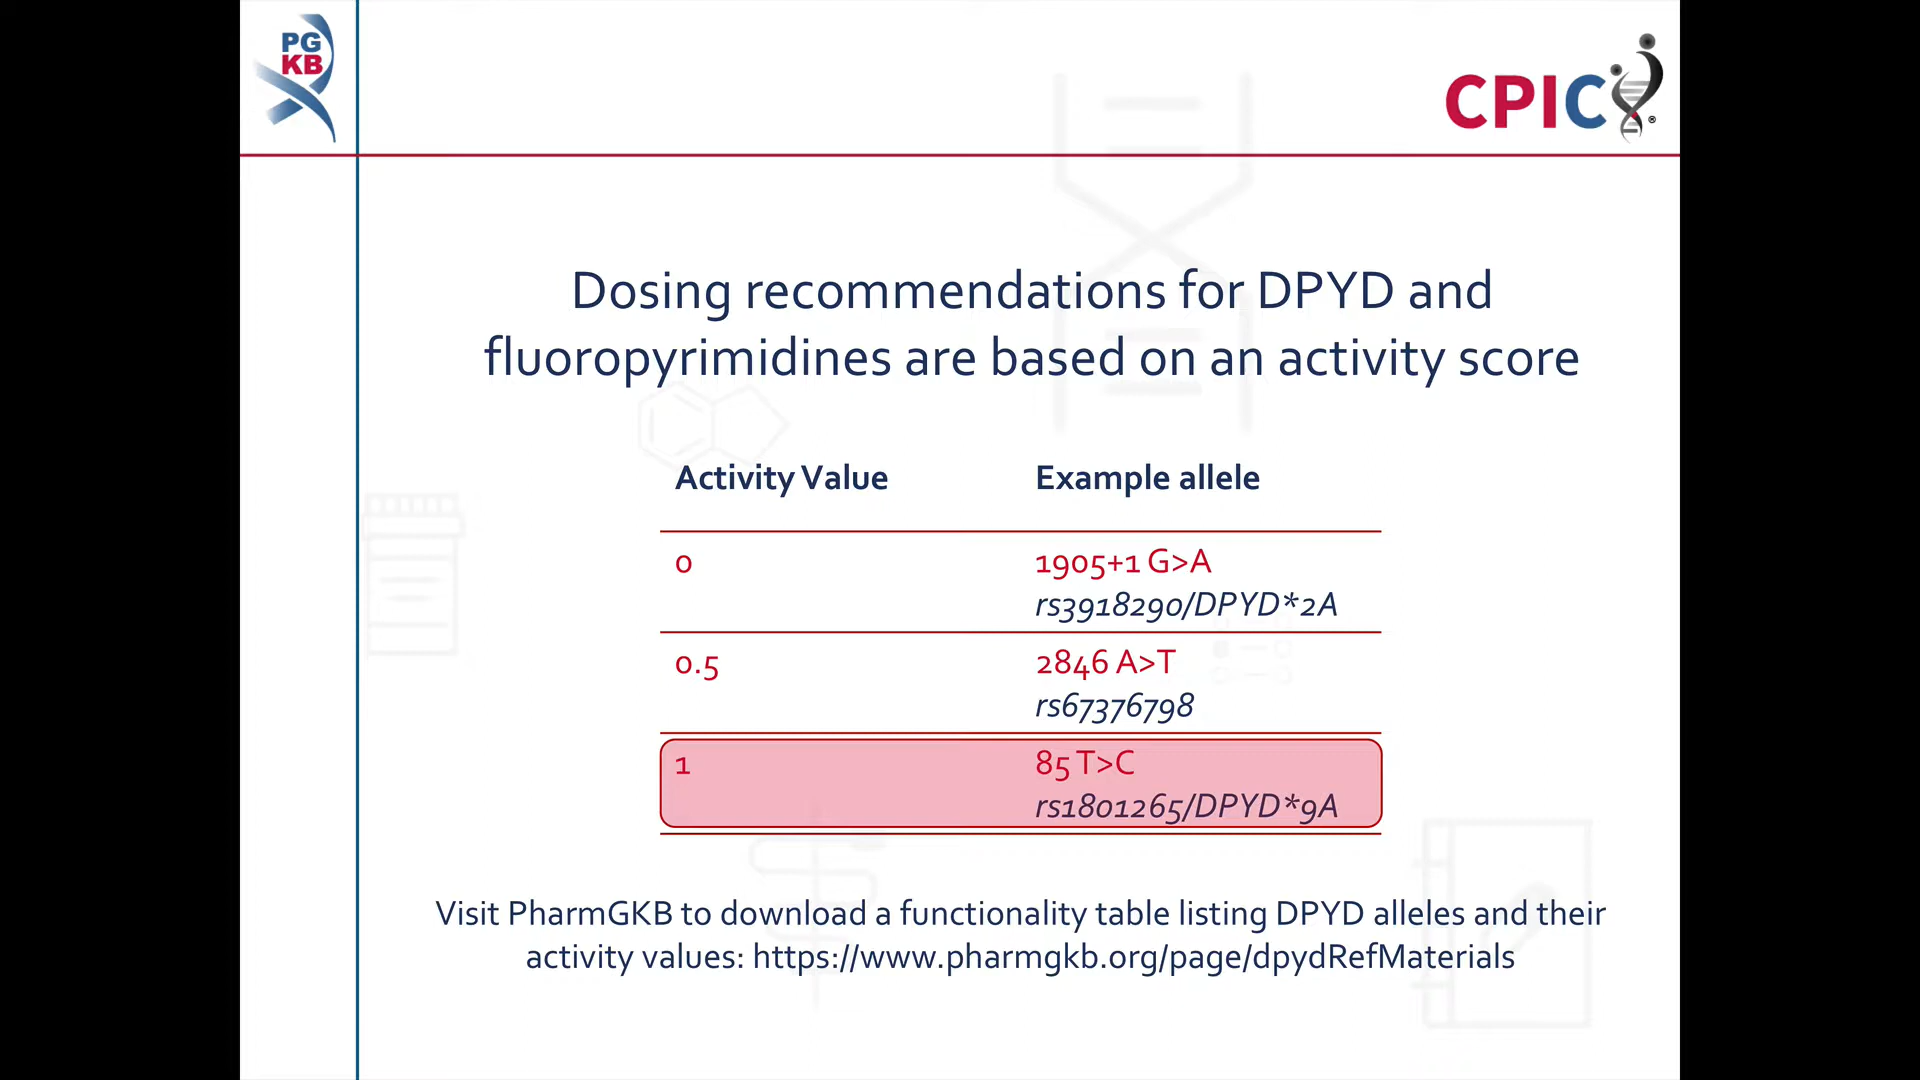 PG
KB
CPIC®
Dosing recommendations for DPYD and
fluoropyrimidines are based on an activity score
Activity Value Example allele
0 1905+1 G>A
rs3918290/DPYD*2A
0.5 2846 A>T
rs67376798
1 85 T>C
rs1801265/DPYD*9A
Visit PharmGKB to download a functionality table listing DPYD alleles and their
activity values: https://www.pharmgkb.org/page/dpydRefMaterials